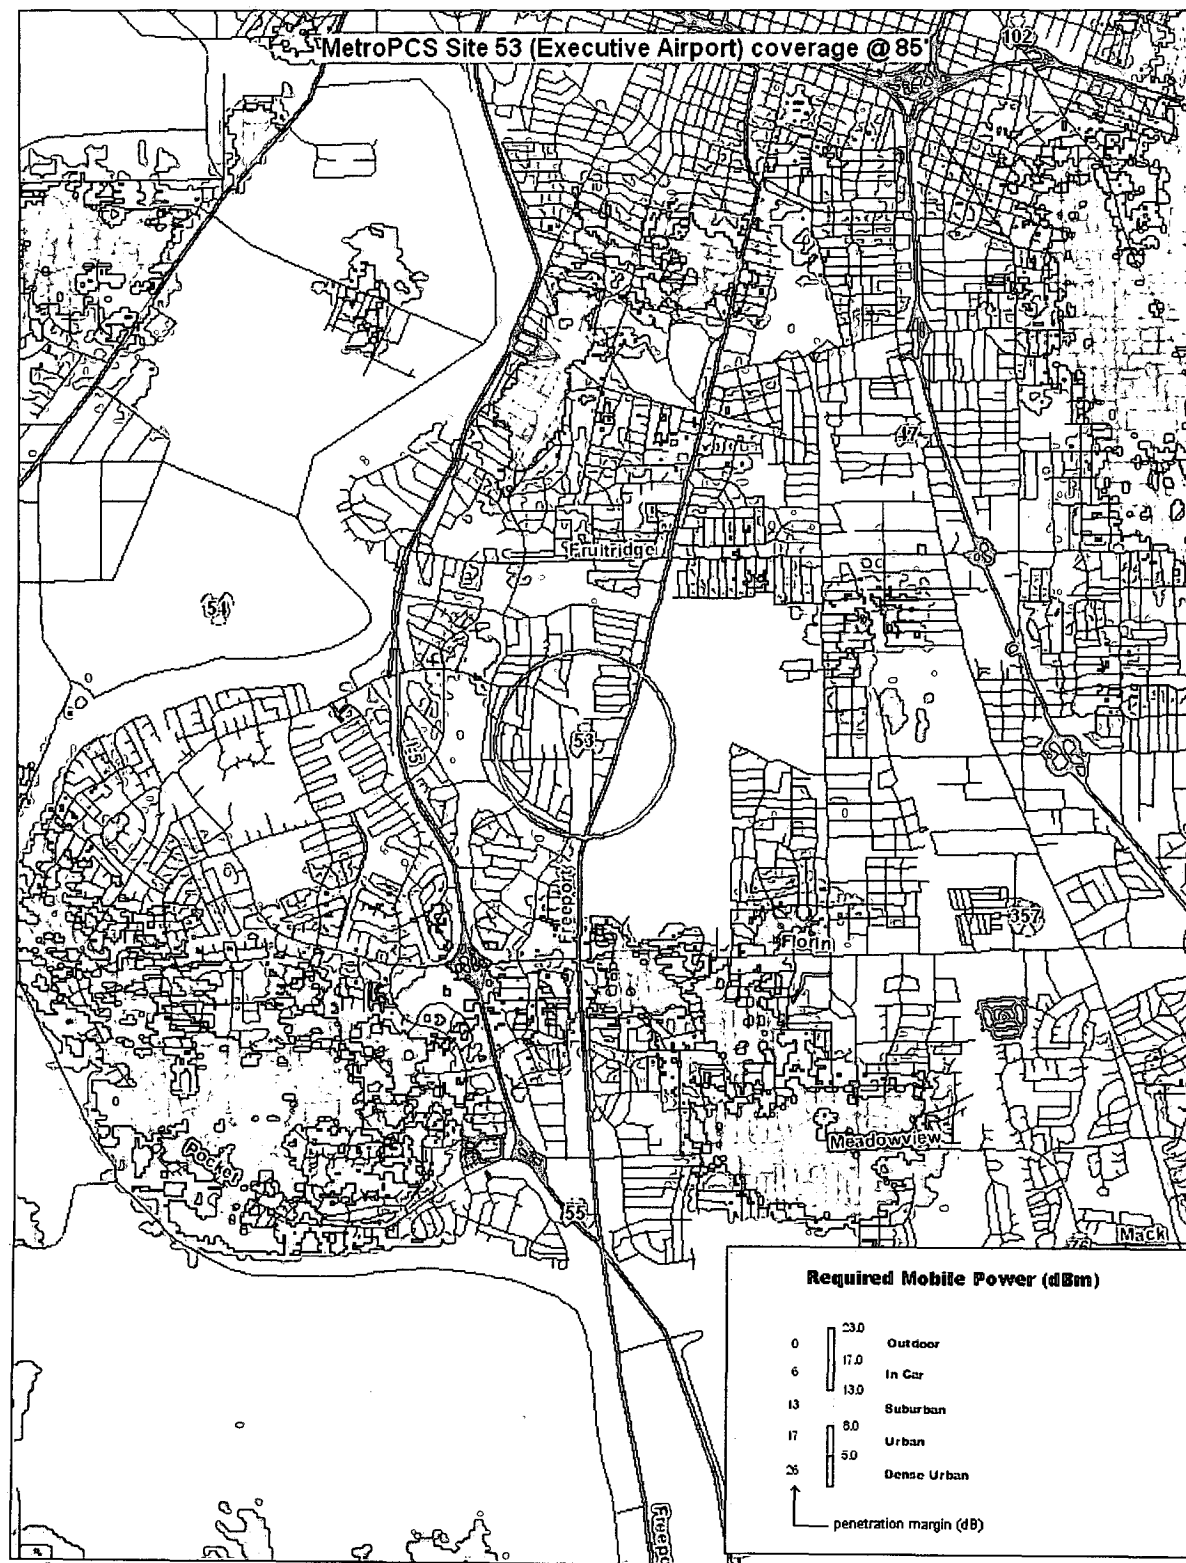 MetroPCS Site 53 (Executive Airport) coverage @ 85'
102
47
Fruitridge
54
53
I-5
Freeport
357
Florin
Meadowview
Pocket
55
Mack
Required Mobile Power (dBm)
23.0
0 Outdoor
17.0
6 In Car
13.0
13 Suburban
8.0
17 Urban
5.0
26 Dense Urban
penetration margin (dB)
Freepo